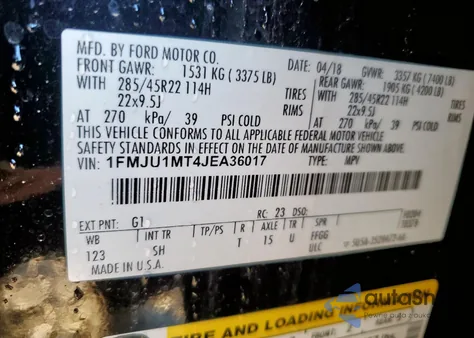 MFD. BY FORD MOTOR CO.
04/18 GVWR: 3357 KG (7400 LB)
FRONT GAWR: 1531 KG (3375 LB)
REAR GAWR: 1905 KG (4200 LB)
WITH 285/45R22 114H TIRES
WITH 285/45R22 114H TIRES
22x9.5J RIMS
22x9.5J RIMS
AT 270 kPa/ 39 PSI COLD
AT 270 kPa/ 39 PSI COLD
THIS VEHICLE CONFORMS TO ALL APPLICABLE FEDERAL MOTOR VEHICLE
SAFETY STANDARDS IN EFFECT ON THE DATE OF MANUFACTURE SHOWN ABOVE.
VIN: 1FMJU1MT4JEA36017
TYPE: MPV
EXT PNT: G1 RC: 23 DSO:
WB INT TR TP/PS R AXLE TR SPR
123 SH T 15 U FFGG
ULC
MADE IN U.S.A.
TIRE AND LOADING INFOR
autaSh